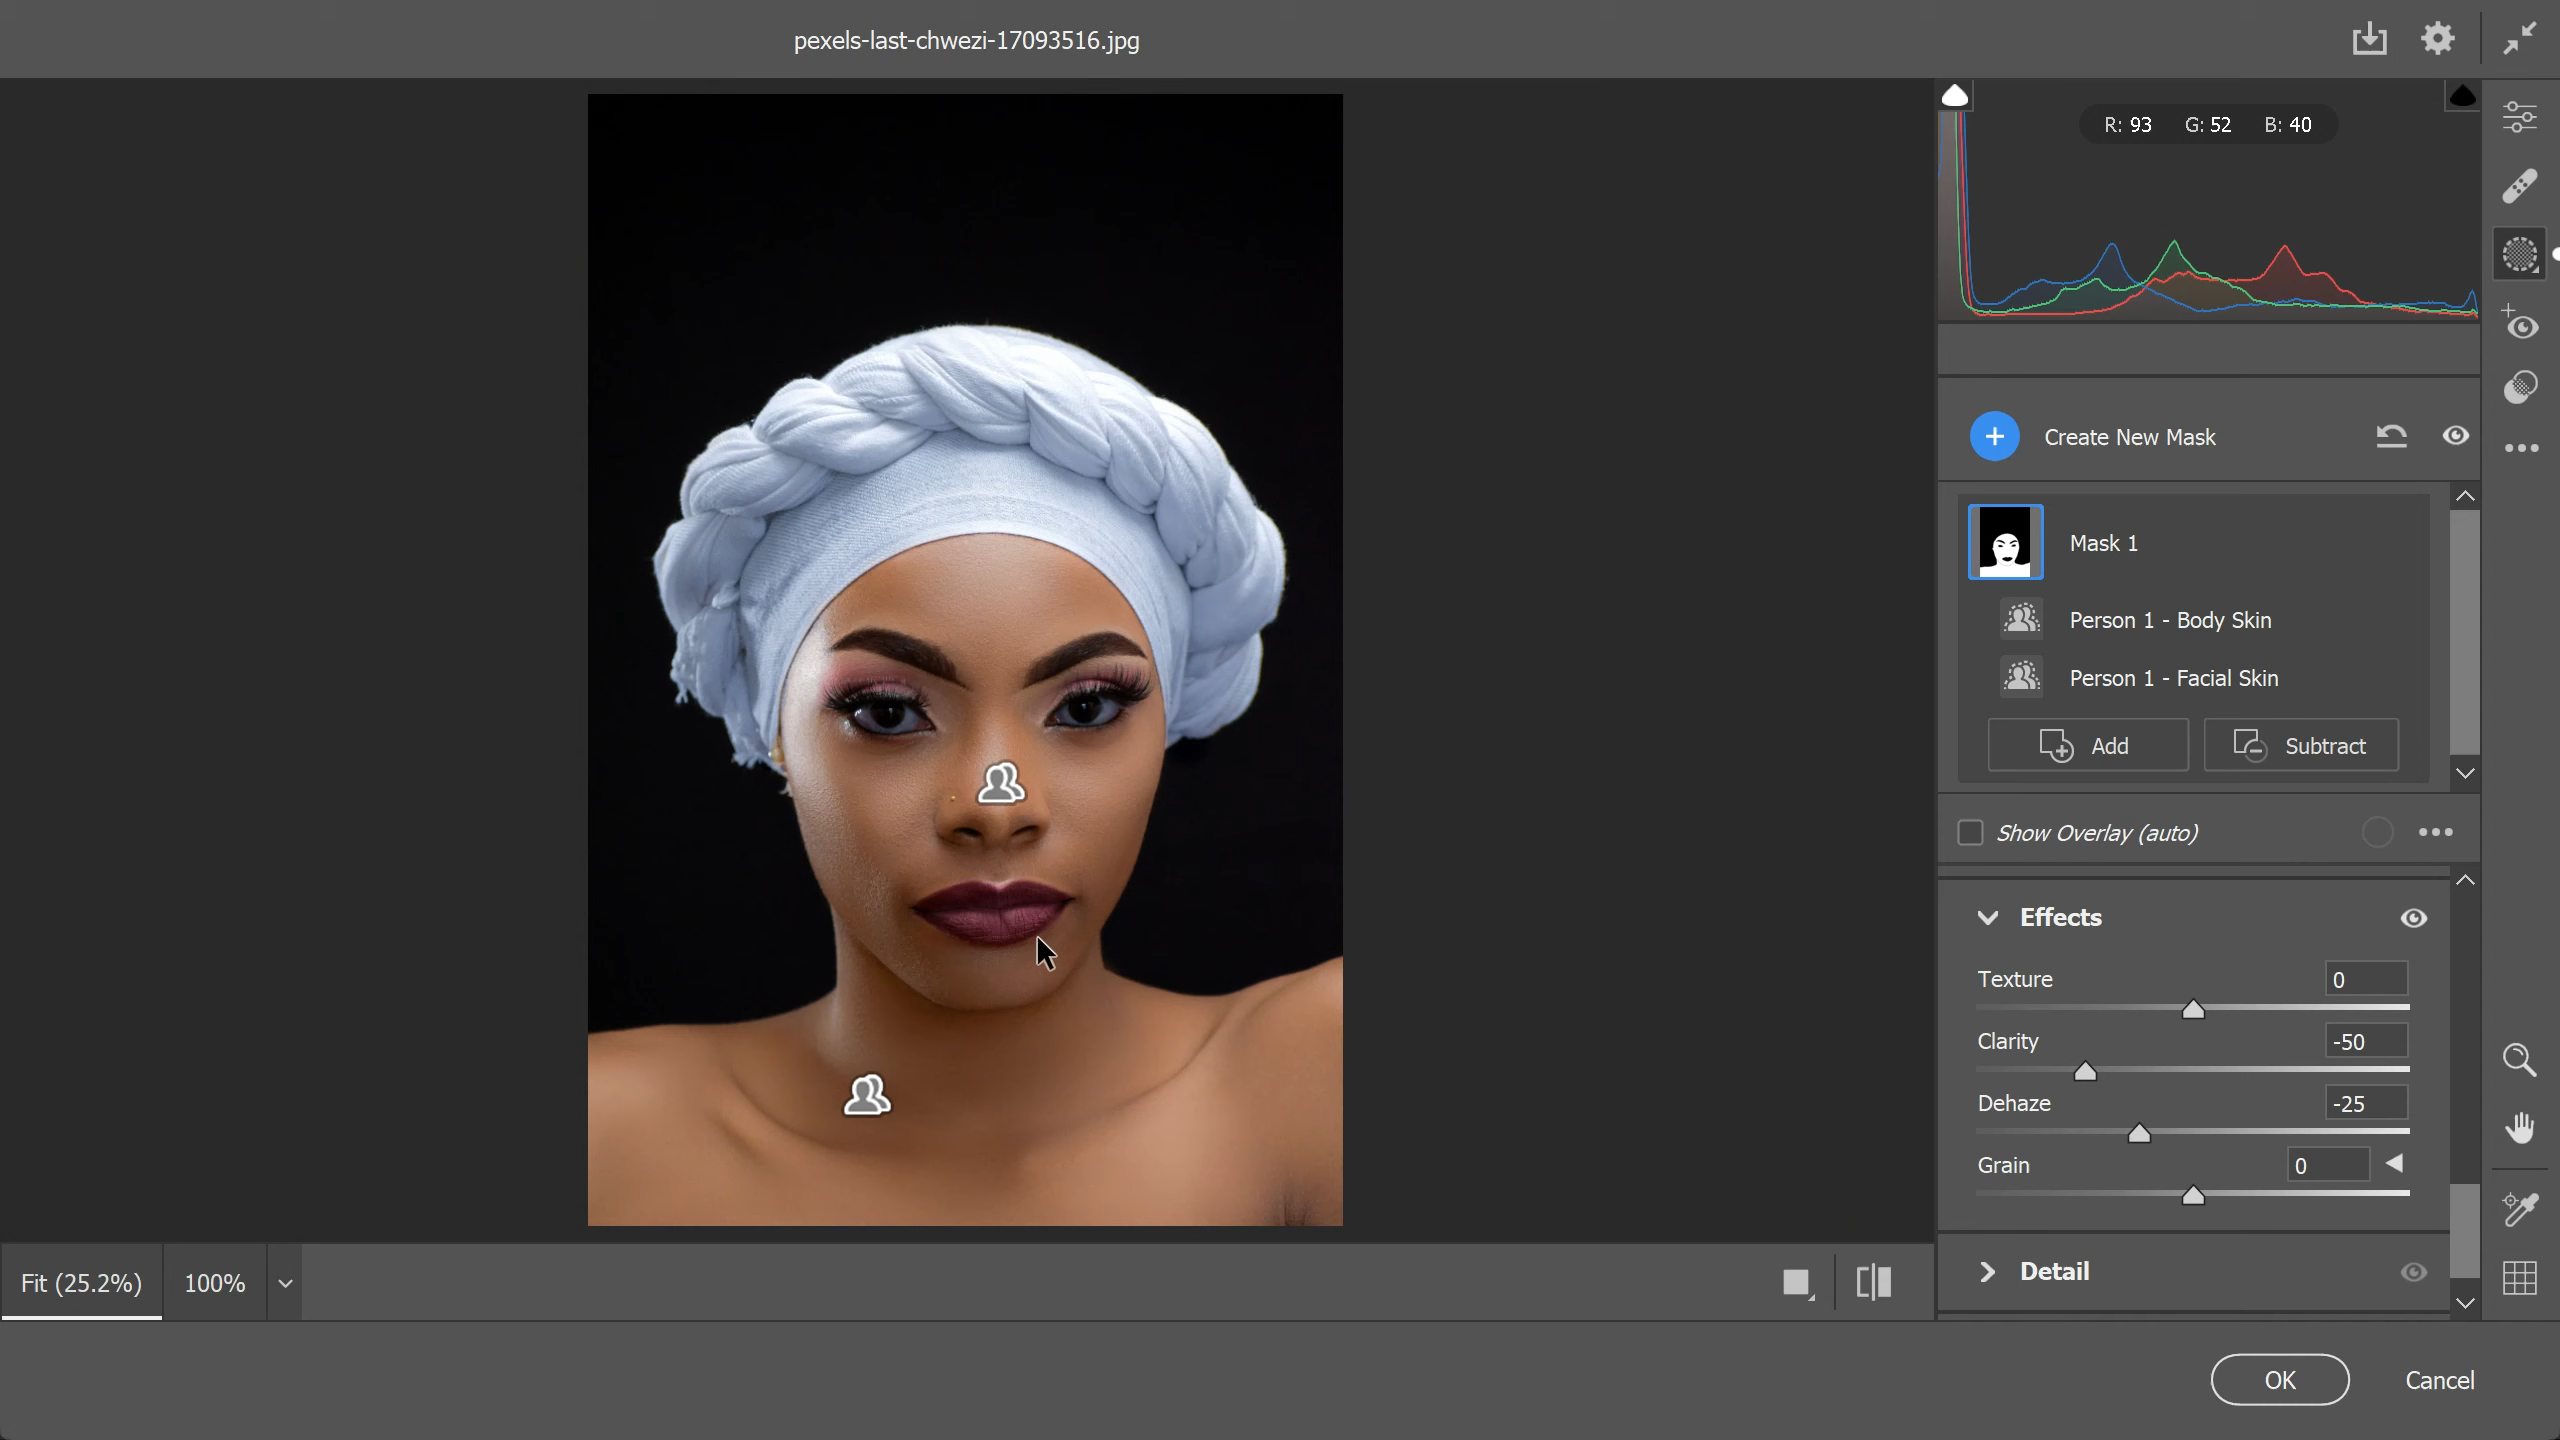 pexels-last-chwezi-17093516.jpg
R: 93 G: 52 B: 40
Create New Mask
Mask 1
Person 1 - Body Skin
Person 1 - Facial Skin
Add Subtract
Show Overlay (auto)
Effects
Texture 0
Clarity -50
Dehaze -25
Grain 0
Detail
Fit (25.2%) 100%
OK Cancel